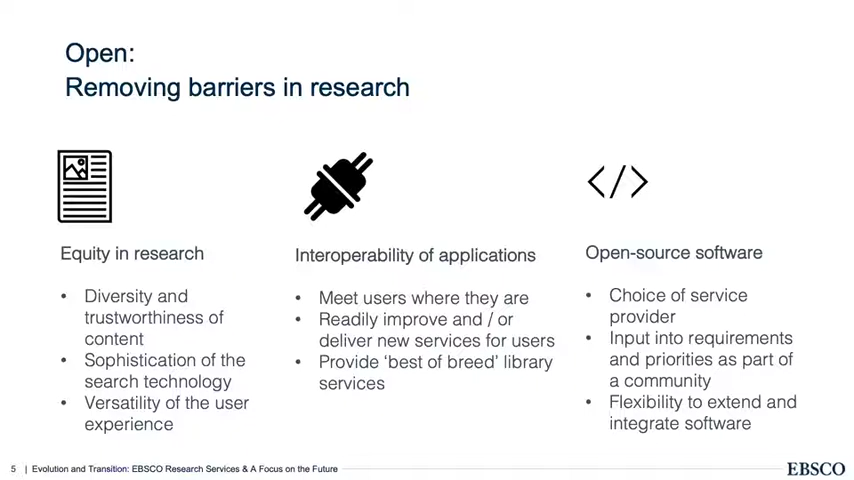 Open:
Removing barriers in research
Equity in research
• Diversity and
trustworthiness of
content
• Sophistication of the
search technology
• Versatility of the user
experience
Interoperability of applications
• Meet users where they are
• Readily improve and / or
deliver new services for users
• Provide ‘best of breed’ library
services
</>
Open-source software
• Choice of service
provider
• Input into requirements
and priorities as part of
a community
• Flexibility to extend and
integrate software
5 | Evolution and Transition: EBSCO Research Services & A Focus on the Future
EBSCO